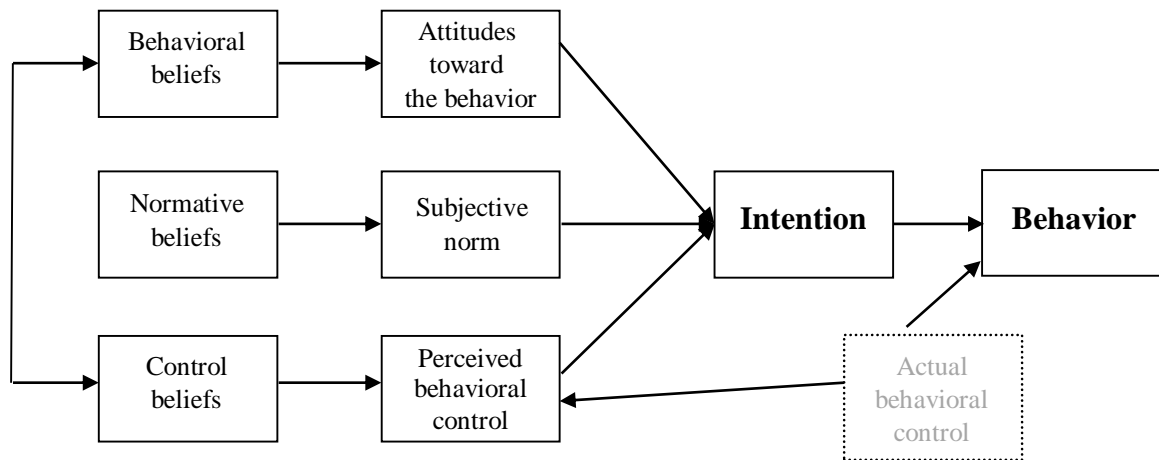 Behavioral
beliefs
Attitudes
toward
the behavior
Normative
beliefs
Subjective
norm
Intention
Behavior
Control
beliefs
Perceived
behavioral
control
Actual
behavioral
control